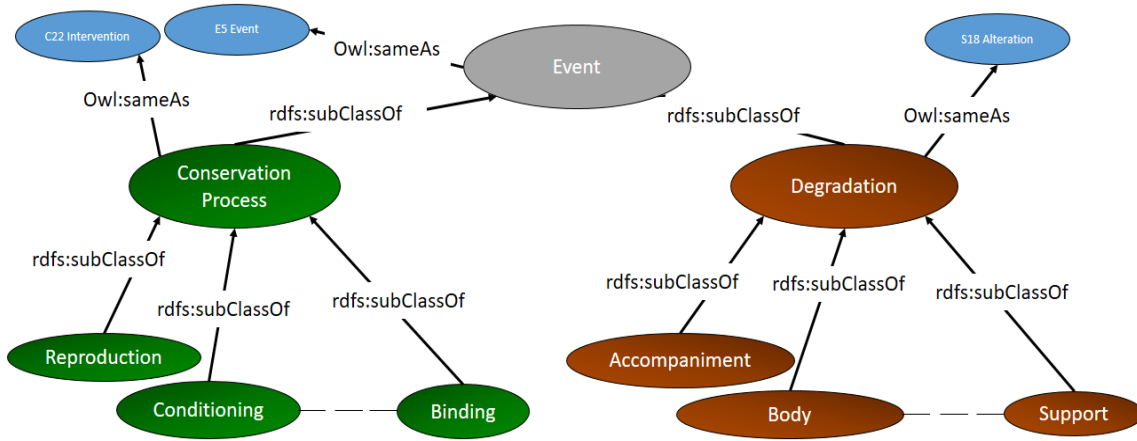 C22 Intervention
E5 Event
Owl:sameAs
Event
S18 Alteration
Owl:sameAs
rdfs:subClassOf
rdfs:subClassOf
Owl:sameAs
Conservation
Process
Degradation
rdfs:subClassOf
rdfs:subClassOf
rdfs:subClassOf
rdfs:subClassOf
rdfs:subClassOf
rdfs:subClassOf
Reproduction
Accompaniment
Conditioning
Binding
Body
Support